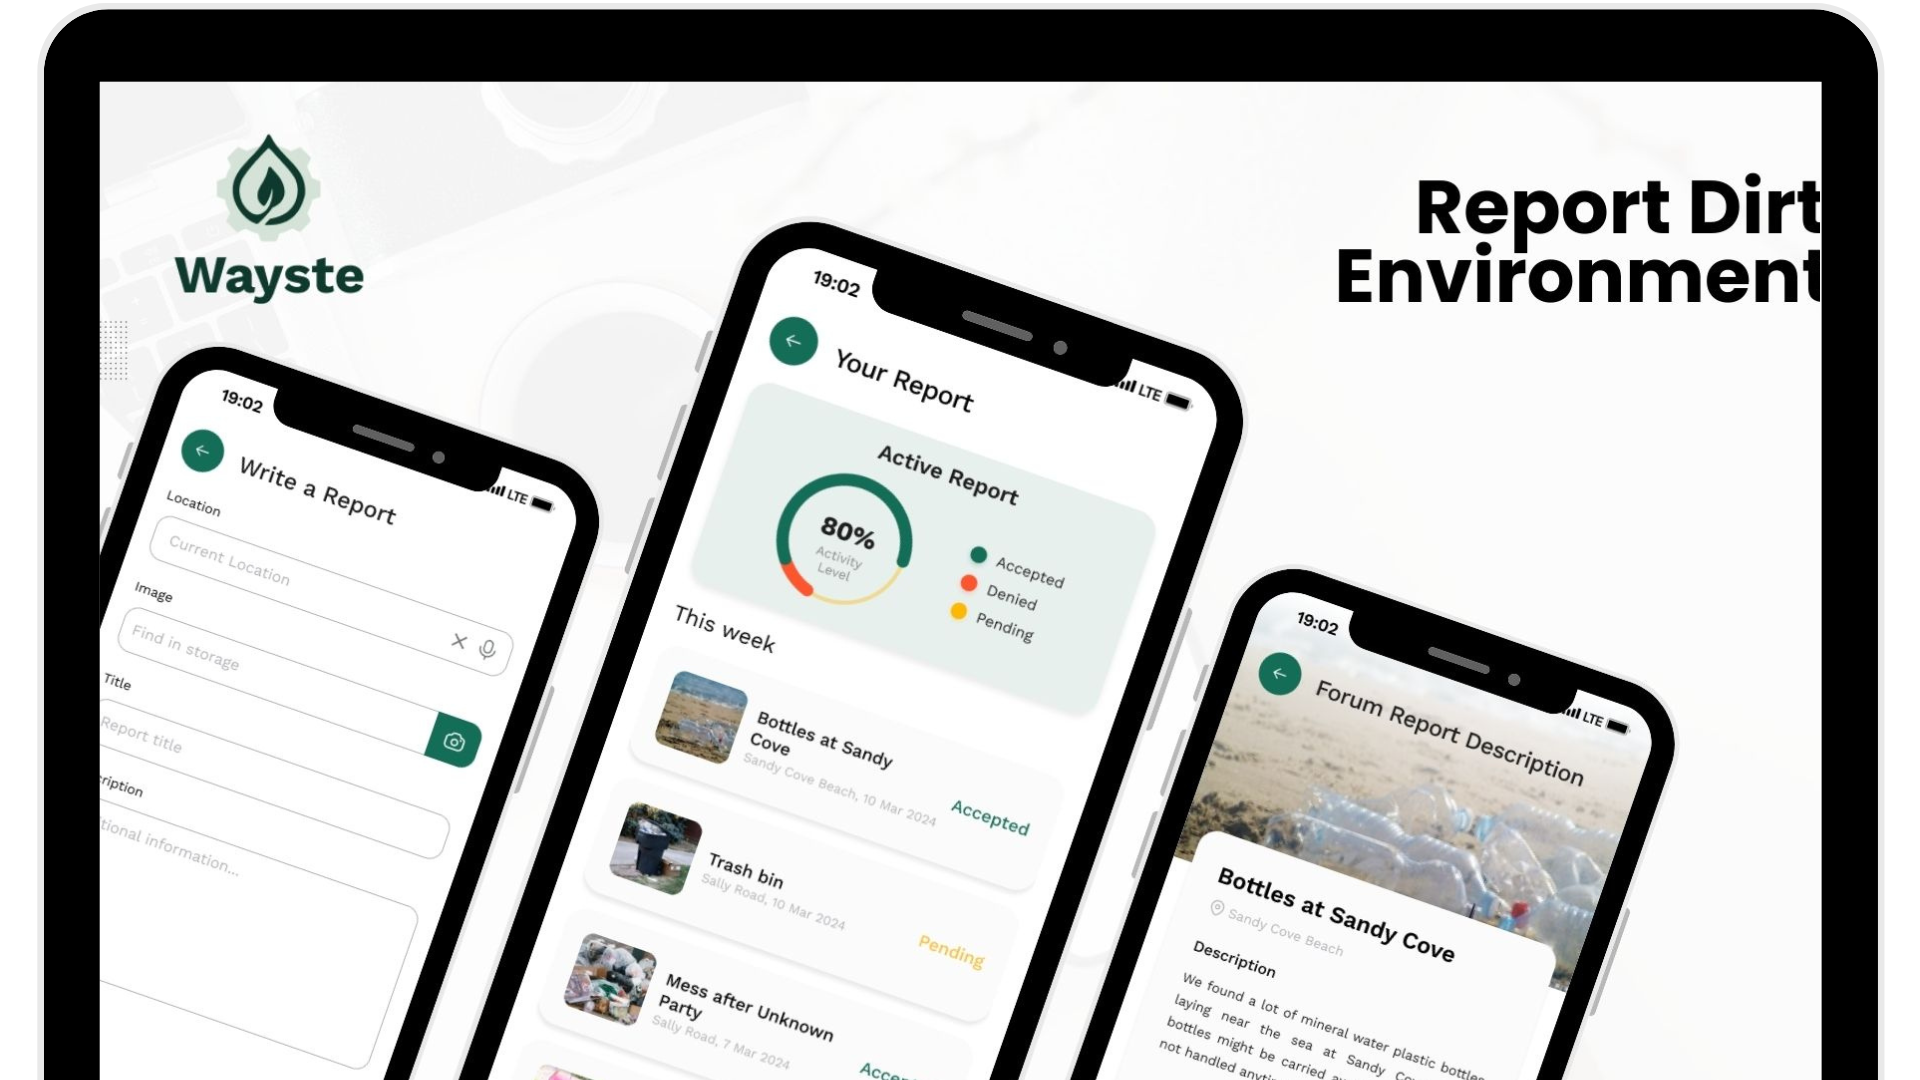 Wayste
Report Dirt
Environment
19:02
LTE
Write a Report
Location
Current Location
Image
Find in storage
Title
Report title
ription
tional information...
19:02
LTE
Your Report
Active Report
80%
Activity
Level
Accepted
Denied
Pending
This week
Bottles at Sandy
Cove
Sandy Cove Beach, 10 Mar 2024
Accepted
Trash bin
Sally Road, 10 Mar 2024
Pending
Mess after Unknown
Party
Sally Road, 7 Mar 2024
Accep
19:02
LTE
Forum Report Description
Bottles at Sandy Cove
Sandy Cove Beach
Description
We found a lot of mineral water plastic bottles
laying near the sea at Sandy Co
bottles might be carried a
not handled anyti